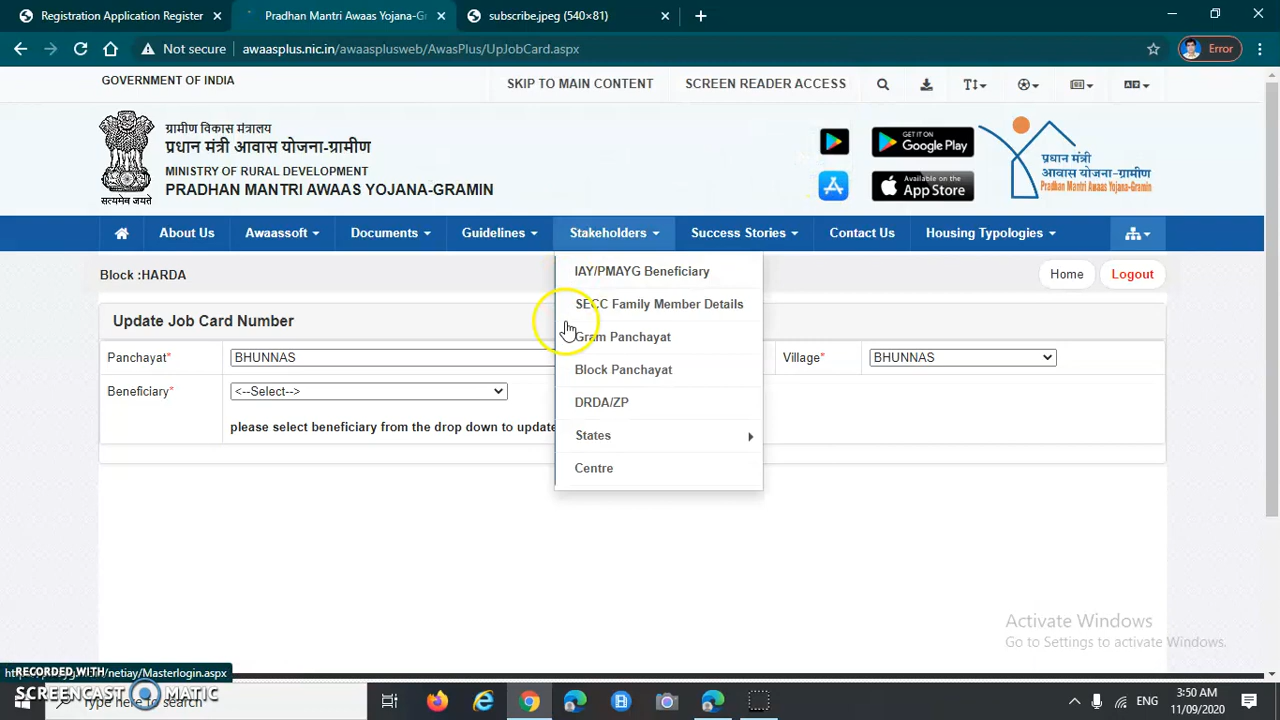 Registration Application Register
Pradhan Mantri Awaas Yojana-Gr
subscribe.jpeg (540×81)
Not secure
awaasplus.nic.in/awaasplusweb/AwasPlus/UpJobCard.aspx
Error
GOVERNMENT OF INDIA
SKIP TO MAIN CONTENT
SCREEN READER ACCESS
ग्रामीण विकास मंत्रालय
प्रधान मंत्री आवास योजना-ग्रामीण
MINISTRY OF RURAL DEVELOPMENT
PRADHAN MANTRI AWAAS YOJANA-GRAMIN
सत्यमेव जयते
GET IT ON
Google Play
Available on the
App Store
प्रधान मंत्री
आवास योजना-ग्रामीण
Pradhan Mantri Awaas Yojana-Gramin
About Us
Awaassoft
Documents
Guidelines
Stakeholders
Success Stories
Contact Us
Housing Typologies
Block :HARDA
Home
Logout
IAY/PMAYG Beneficiary
SECC Family Member Details
Gram Panchayat
Block Panchayat
DRDA/ZP
States
Centre
Update Job Card Number
Panchayat*
BHUNNAS
Village*
BHUNNAS
Beneficiary*
<--Select-->
please select beneficiary from the drop down to update
Activate Windows
Go to Settings to activate Windows.
RECORDED WITH
SCREENCAST MATIC
Type here to search
ENG
3:50 AM
11/09/2020